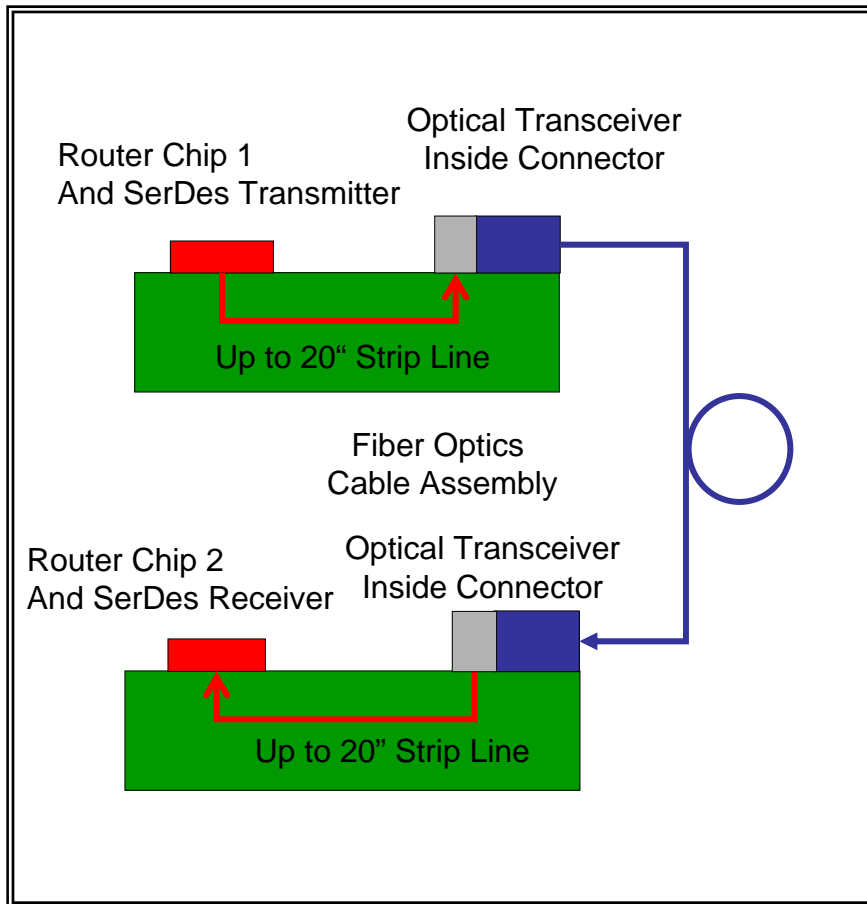 Optical Transceiver
Inside Connector
Router Chip 1
And SerDes Transmitter
Up to 20“ Strip Line
Fiber Optics
Cable Assembly
Optical Transceiver
Inside Connector
Router Chip 2
And SerDes Receiver
Up to 20” Strip Line